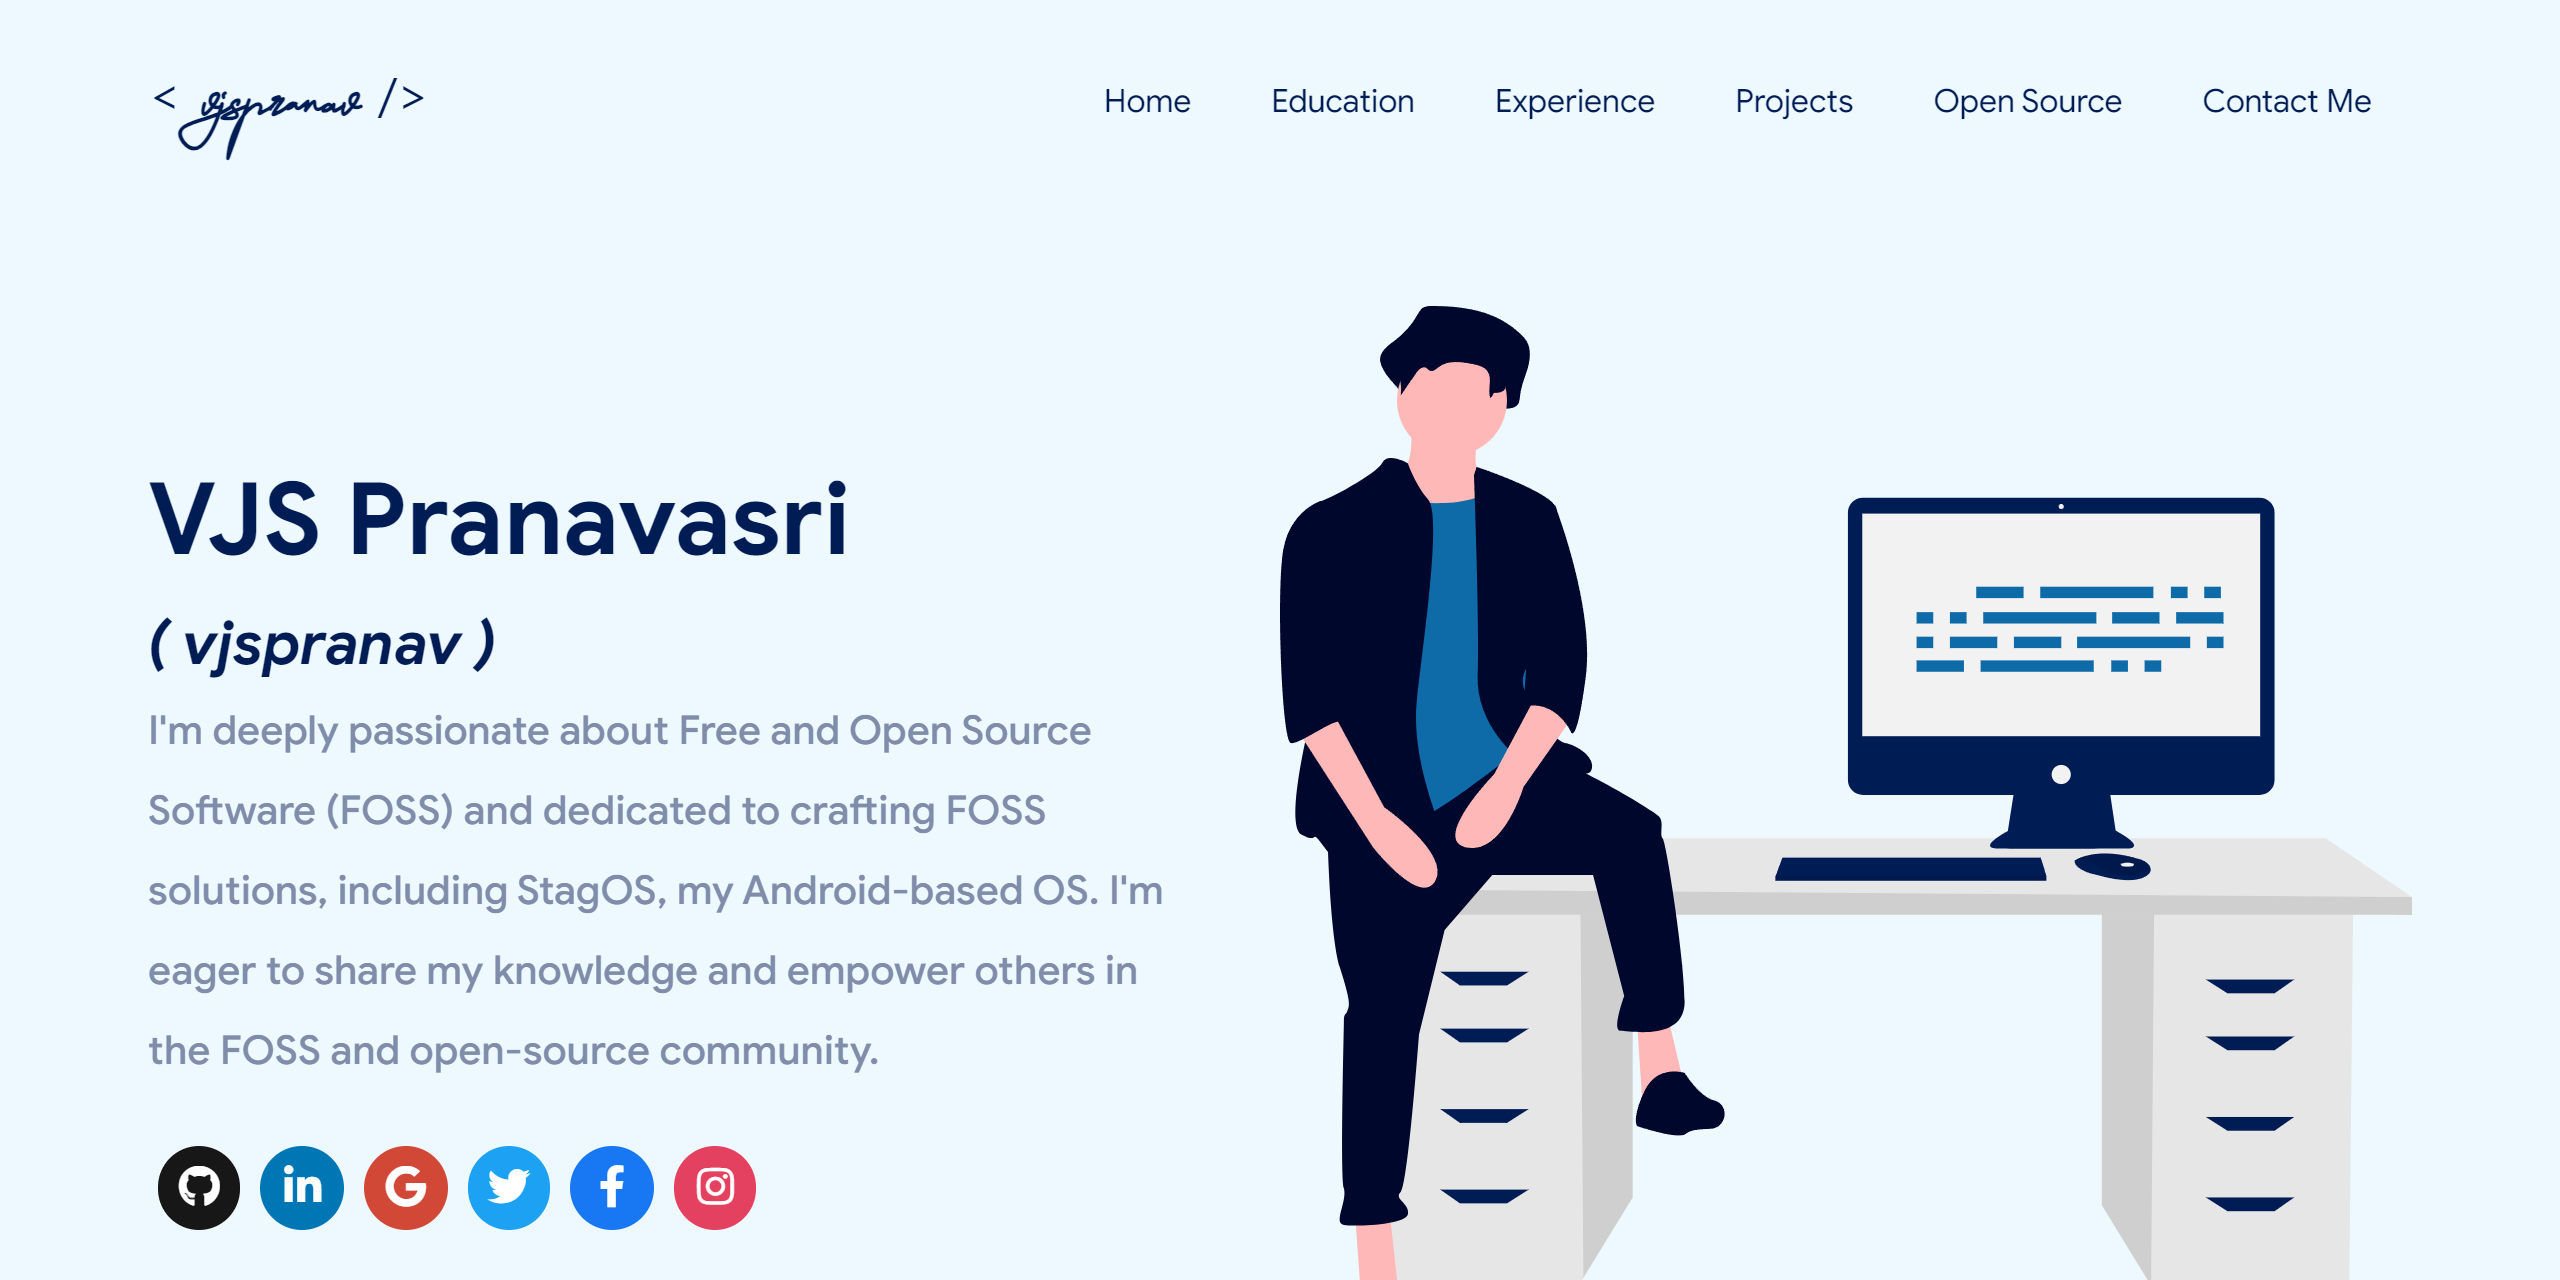 < vjspranav />
Home Education Experience Projects Open Source Contact Me
VJS Pranavasri
( vjspranav )
I'm deeply passionate about Free and Open Source
Software (FOSS) and dedicated to crafting FOSS
solutions, including StagOS, my Android-based OS. I'm
eager to share my knowledge and empower others in
the FOSS and open-source community.
in
G
f